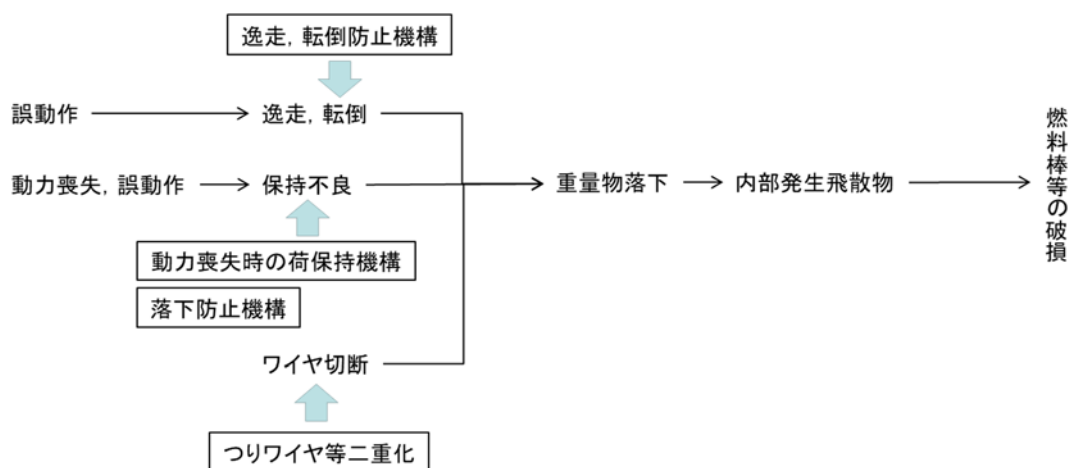 逸走，転倒防止機構
誤動作
逸走，転倒
動力喪失，誤動作
保持不良
重量物落下
内部発生飛散物
燃料棒等の破損
動力喪失時の荷保持機構
落下防止機構
ワイヤ切断
つりワイヤ等二重化